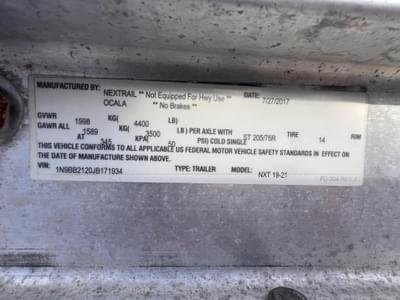 MANUFACTURED BY: NEXTRAIL ** Not Equipped For Hwy Use ** DATE: 7/27/2017
OCALA ** No Brakes **
GVWR 1998 KG( 4400 LB)
GAWR AR 1589 KG( 3500 LB ) PER AXLE WITH ST 205/75R TIRE 14 RIM
AT 345 KPA( 50 PSI) COLD SINGLE
THIS VEHICLE CONFORMS TO ALL APPLICABLE US FEDERAL MOTOR VEHICLE SAFETY STANDARDS IN EFFECT ON
THE DATE OF MANUFACTURE SHOWN ABOVE.
V.I.N.: 1N9BB2120JB171934 TYPE: TRAILER MODEL: NXT 19-21